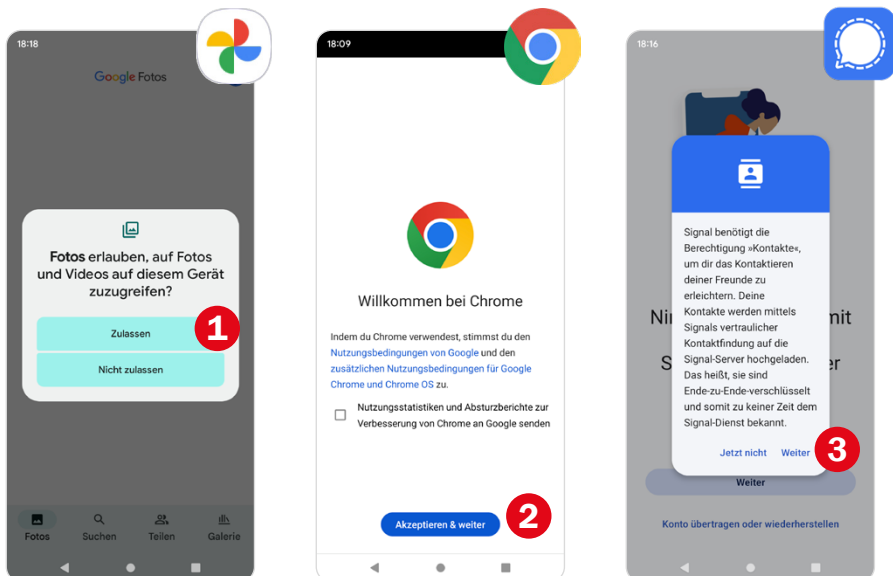 18:18
Google Fotos
Fotos erlauben, auf Fotos
und Videos auf diesem Gerät
zuzugreifen?
Zulassen
1
Nicht zulassen
Fotos
Suchen
Teilen
Galerie
18:09
Willkommen bei Chrome
Indem du Chrome verwendest, stimmst du den
Nutzungsbedingungen von Google und den
zusätzlichen Nutzungsbedingungen für Google
Chrome und Chrome OS zu.
Nutzungsstatistiken und Absturzberichte zur
Verbesserung von Chrome an Google senden
Akzeptieren & weiter
2
18:16
Signal benötigt die
Berechtigung »Kontakte«,
um dir das Kontaktieren
deiner Freunde zu
erleichtern. Deine
Kontakte werden mittels
Signals vertraulicher
Kontaktfindung auf die
Signal-Server hochgeladen.
Das heißt, sie sind
Ende-zu-Ende-verschlüsselt
und somit zu keiner Zeit dem
Signal-Dienst bekannt.
Jetzt nicht Weiter
3
Weiter
Konto übertragen oder wiederherstellen